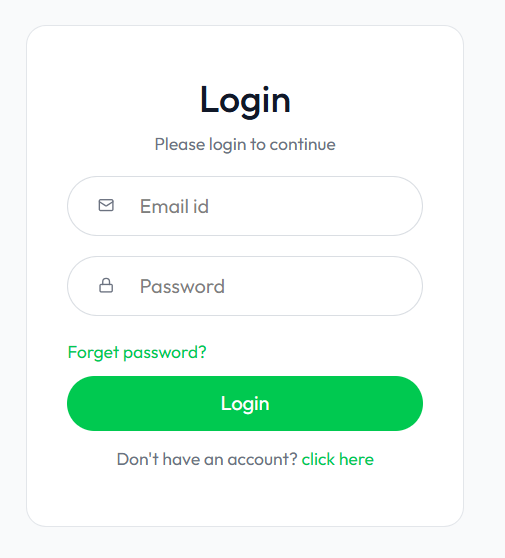 Login
Please login to continue
Email id
Password
Forget password?
Login
Don't have an account? click here